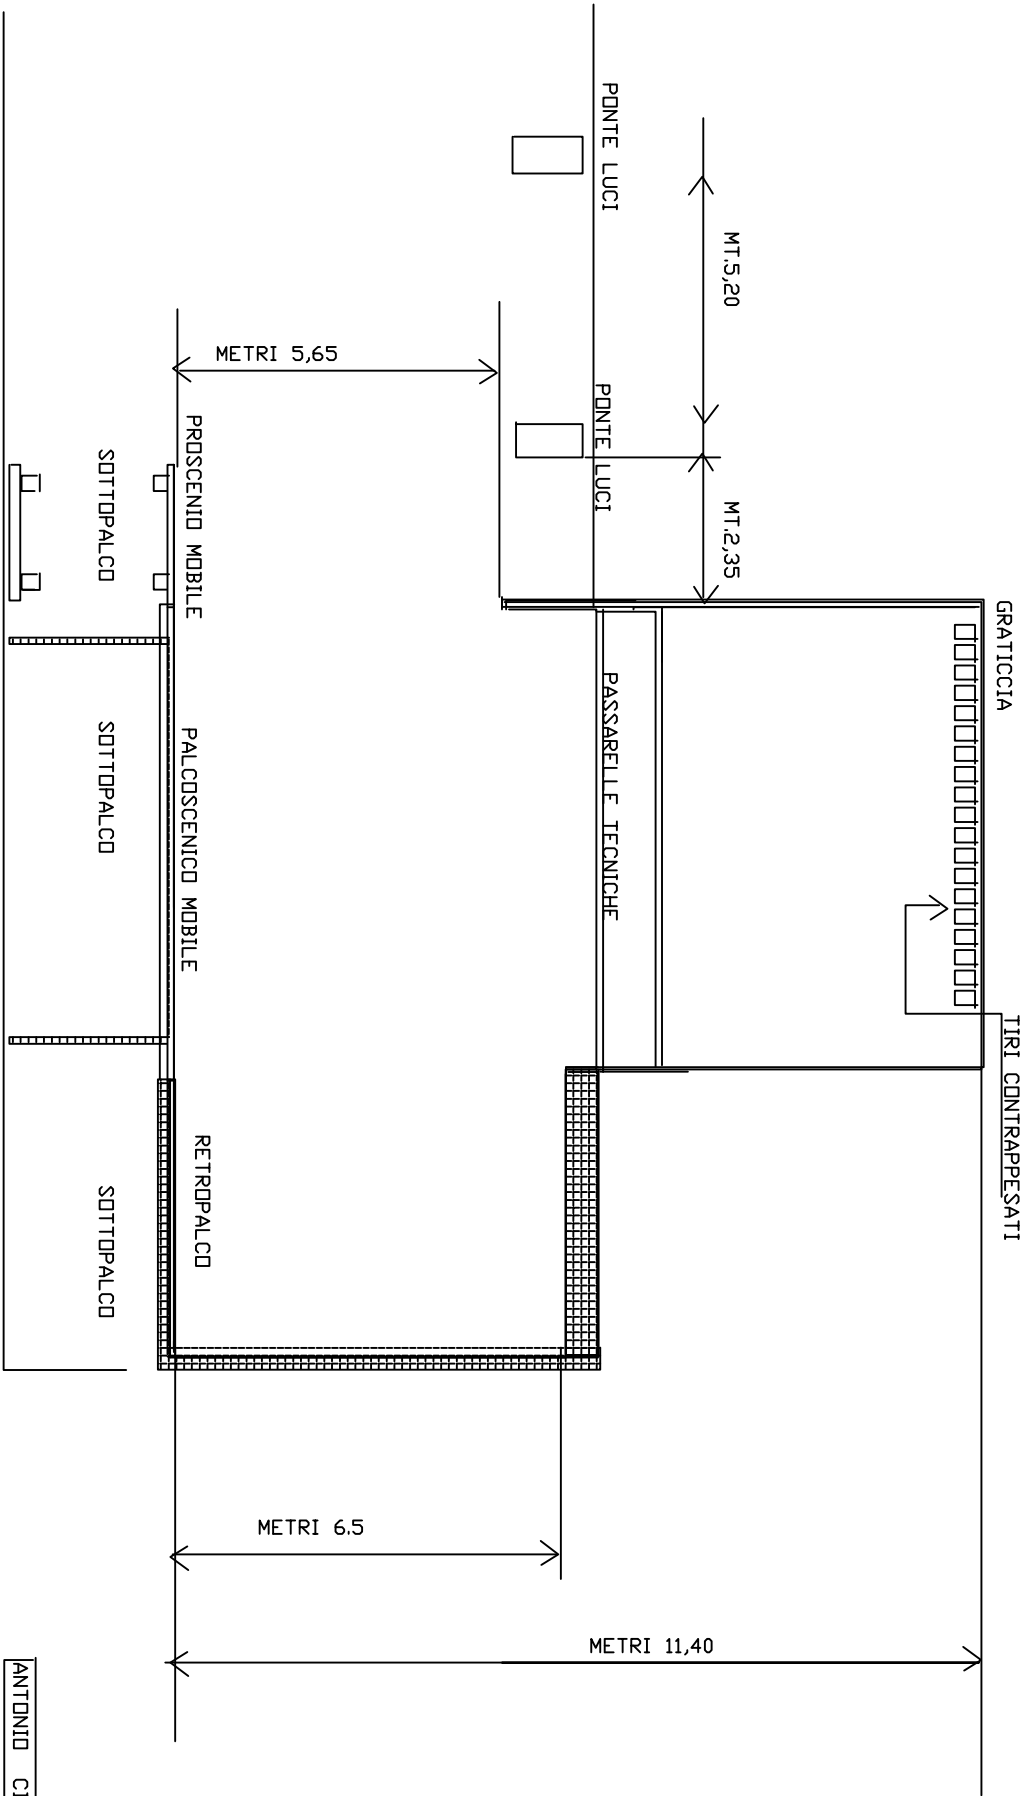 PONTE LUCI
MT.5,20
METRI 5,65
PONTE LUCI
MT.2,35
PROSCENIO MOBILE
SOTTOPALCO
GRATICCIA
PASSARELLE TECNICHE
SOTTOPALCO
PALCOSCENICO MOBILE
TIRI CONTRAPPESATI
RETROPALCO
SOTTOPALCO
METRI 6.5
METRI 11,40
ANTONIO CI